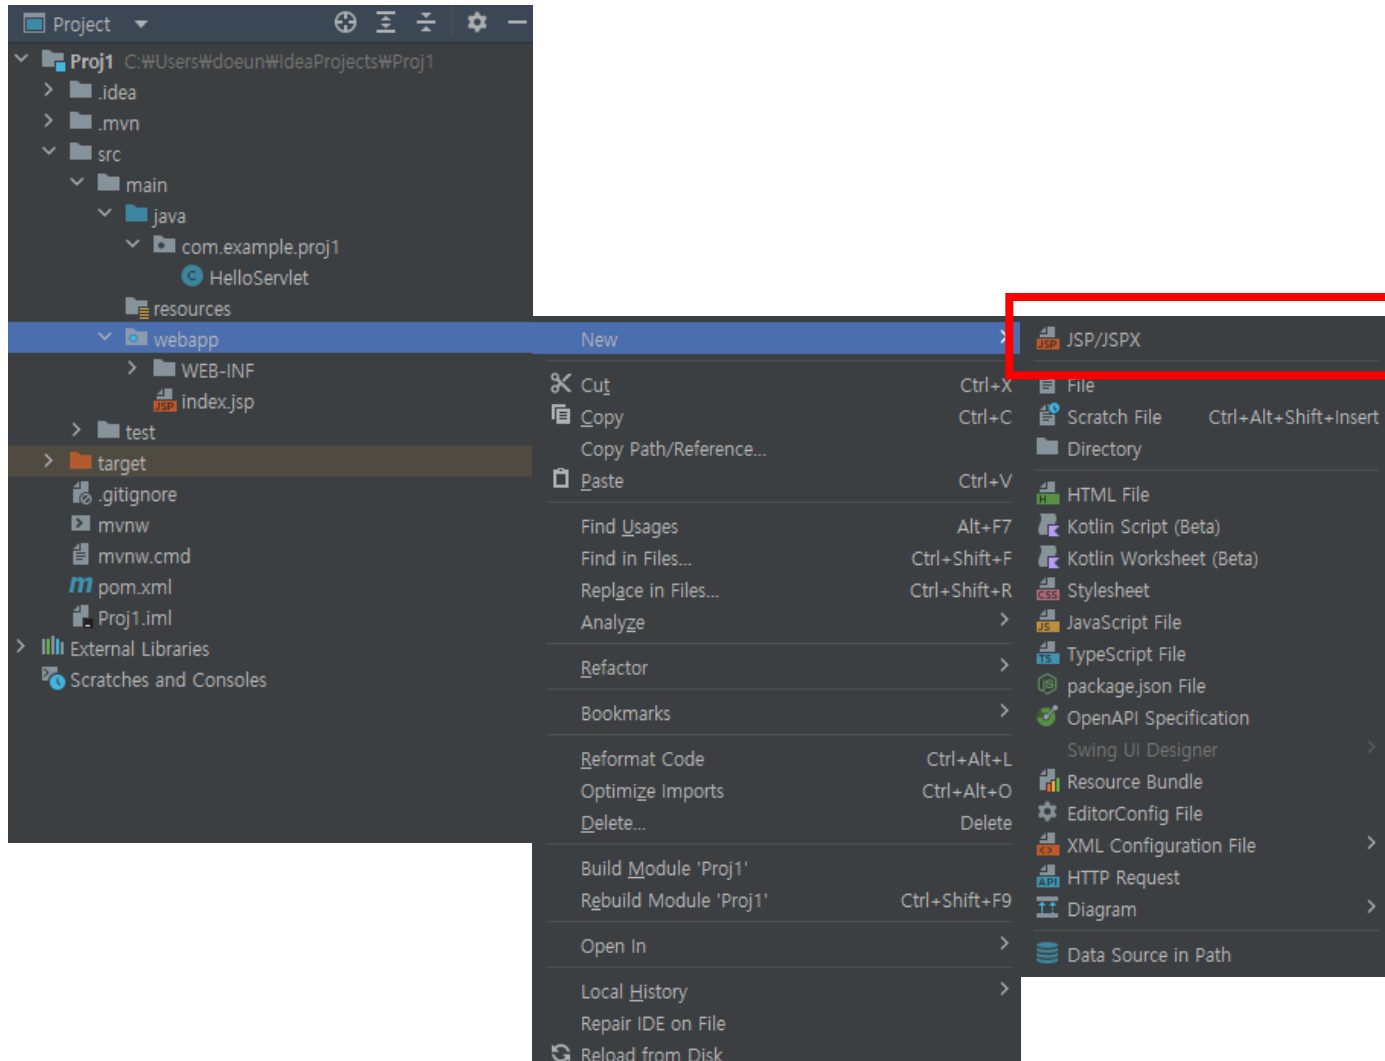 Project
Proj1 C:₩Users₩doeun₩IdeaProjects₩Proj1
.idea
.mvn
src
main
java
com.example.proj1
C HelloServlet
resources
webapp
WEB-INF
JSP index.jsp
test
target
.gitignore
mvnw
mvnw.cmd
m pom.xml
Proj1.iml
External Libraries
Scratches and Consoles
New
Cut Ctrl+X
Copy Ctrl+C
Copy Path/Reference...
Paste Ctrl+V
Find Usages Alt+F7
Find in Files... Ctrl+Shift+F
Replace in Files... Ctrl+Shift+R
Analyze
Refactor
Bookmarks
Reformat Code Ctrl+Alt+L
Optimize Imports Ctrl+Alt+O
Delete... Delete
Build Module 'Proj1'
Rebuild Module 'Proj1' Ctrl+Shift+F9
Open In
Local History
Repair IDE on File
Reload from Disk
JSP JSP/JSPX
File
Scratch File Ctrl+Alt+Shift+Insert
Directory
H HTML File
Kotlin Script (Beta)
Kotlin Worksheet (Beta)
CSS Stylesheet
JS JavaScript File
TS TypeScript File
JS package.json File
OpenAPI Specification
Swing UI Designer
Resource Bundle
EditorConfig File
<> XML Configuration File
API HTTP Request
Diagram
Data Source in Path